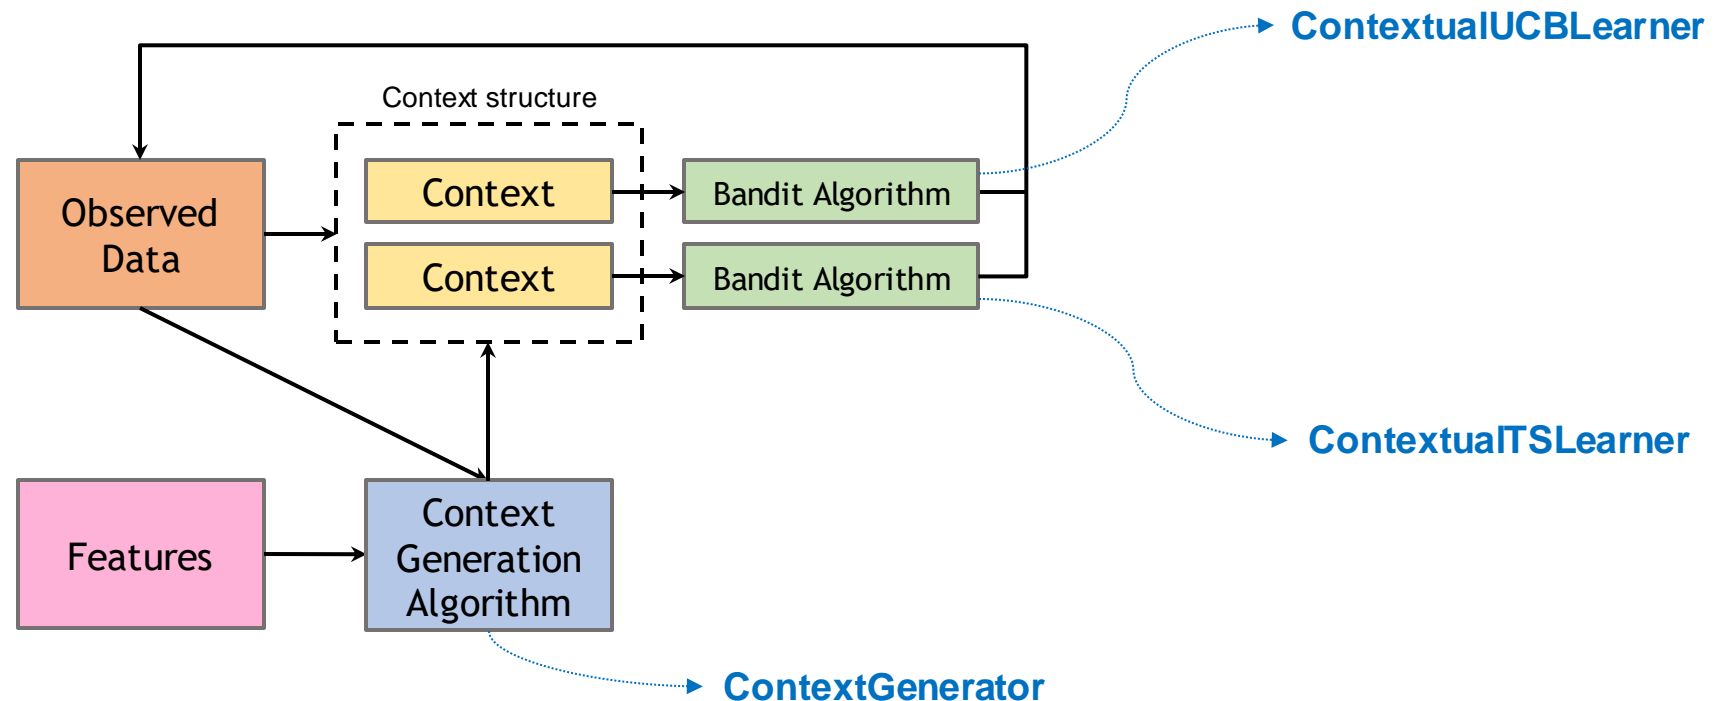 ContextualUCBLearner
Context structure
Context
Bandit Algorithm
Observed
Data
Context
Bandit Algorithm
ContextualTSLearner
Features
Context
Generation
Algorithm
ContextGenerator